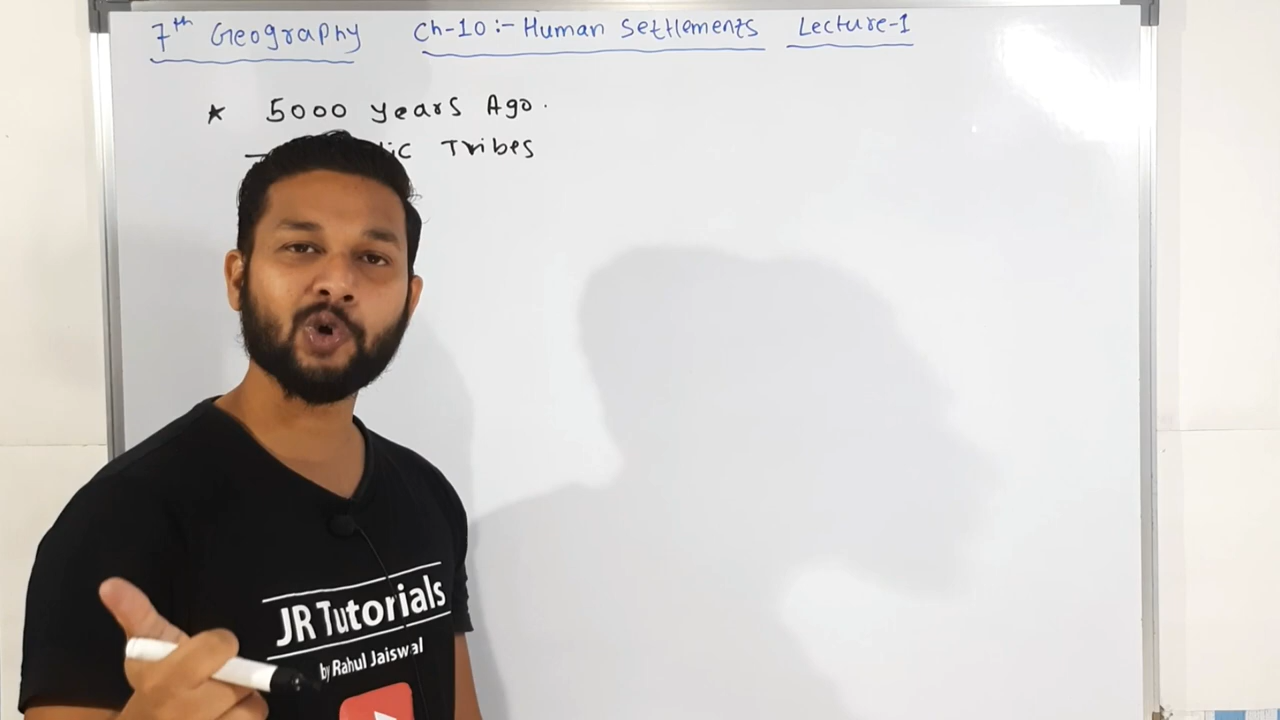 7th Geography Ch-10:- Human Settlements Lecture-1
* 5000 years Ago.
Tribes
JR Tutorials
by Rahul Jaiswal